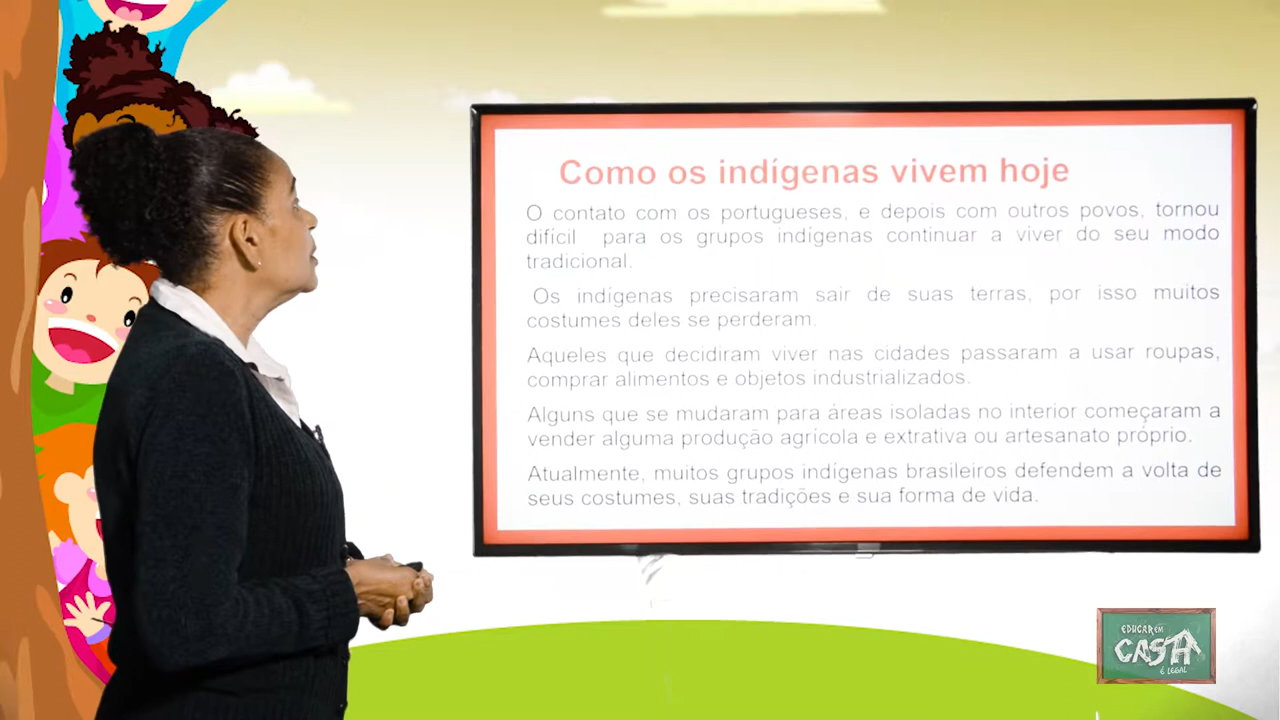 Como os indígenas vivem hoje
O contato com os portugueses, e depois com outros povos, tornou
difícil para os grupos indígenas continuar a viver do seu modo
tradicional.
Os indígenas precisaram sair de suas terras, por isso muitos
costumes deles se perderam.
Aqueles que decidiram viver nas cidades passaram a usar roupas,
comprar alimentos e objetos industrializados.
Alguns que se mudaram para áreas isoladas no interior começaram a
vender alguma produção agrícola e extrativa ou artesanato próprio.
Atualmente, muitos grupos indígenas brasileiros defendem a volta de
seus costumes, suas tradições e sua forma de vida.
EDUCAR EM
CASA
É LEGAL